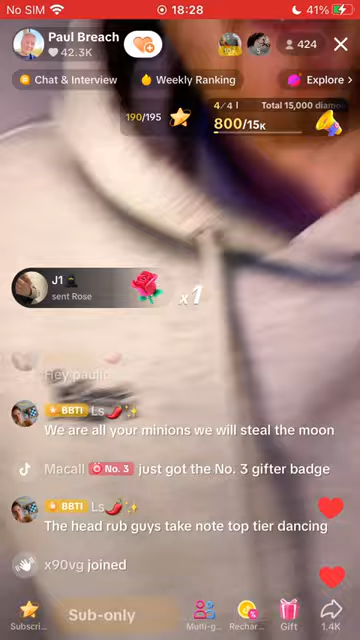 No SIM
18:28
41%
Paul Breach
42.3K
424
Chat & Interview
Weekly Ranking
Explore >
190/195
4/4
Total 15,000 diamo
800/15K
J1
sent Rose
x1
Hey paulie
BBTI Ls
We are all your minions we will steal the moon
Macall No. 3 just got the No. 3 gifter badge
BBTI Ls
The head rub guys take note top tier dancing
x90vg joined
Subscri...
Sub-only
Multi-g...
Rechar...
Gift
1.4K